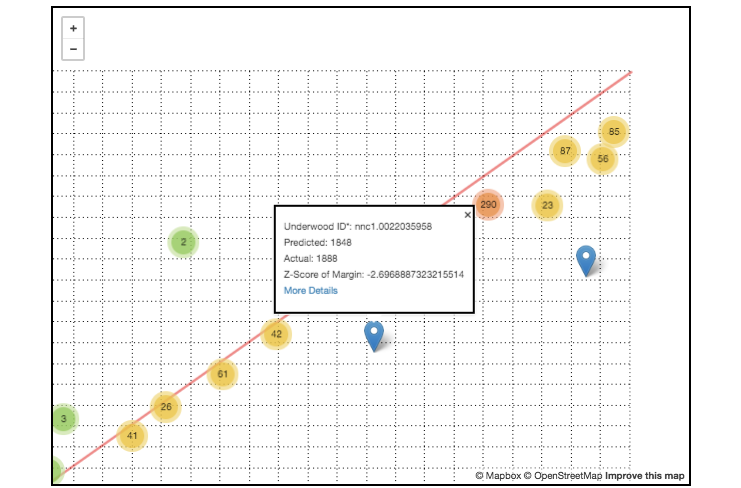 +
−
85
87
56
290
23
×
Underwood ID*: nnc1.0022035958
Predicted: 1848
Actual: 1888
Z-Score of Margin: -2.6968887323215514
More Details
2
42
61
26
3
41
© Mapbox © OpenStreetMap Improve this map